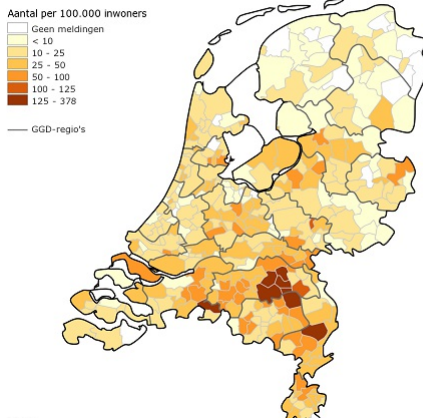 Aantal per 100.000 inwoners
Geen meldingen
< 10
10 - 25
25 - 50
50 - 100
100 - 125
125 - 378
GGD-regio's